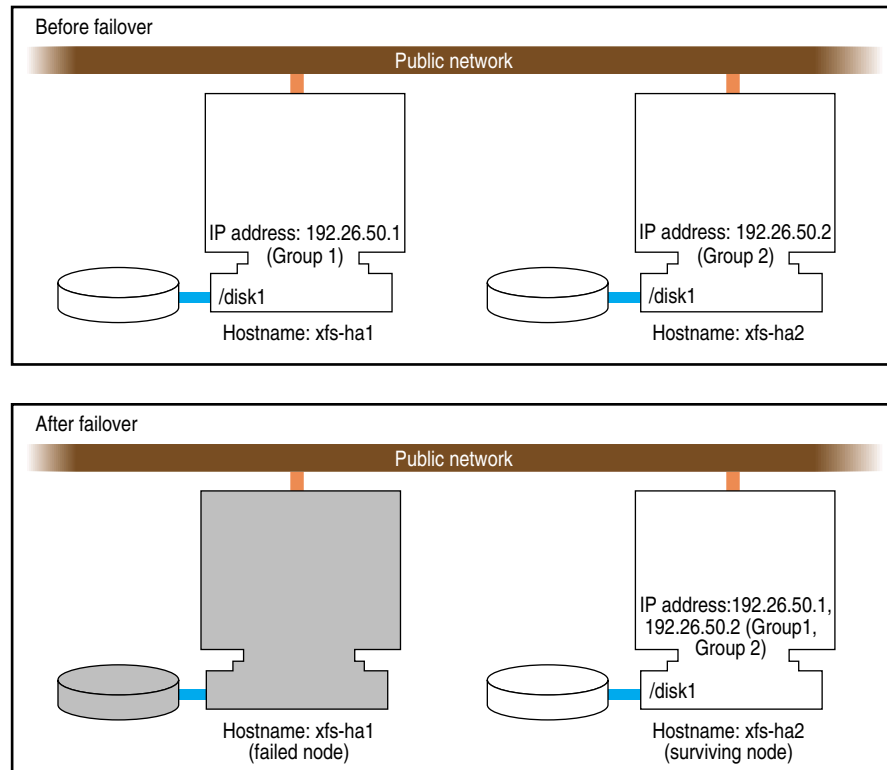 Before failover
Public network
IP address: 192.26.50.1
(Group 1)
/disk1
Hostname: xfs-ha1
IP address: 192.26.50.2
(Group 2)
/disk1
Hostname: xfs-ha2
After failover
Public network
Hostname: xfs-ha1
(failed node)
IP address:192.26.50.1,
192.26.50.2 (Group1,
Group 2)
/disk1
Hostname: xfs-ha2
(surviving node)